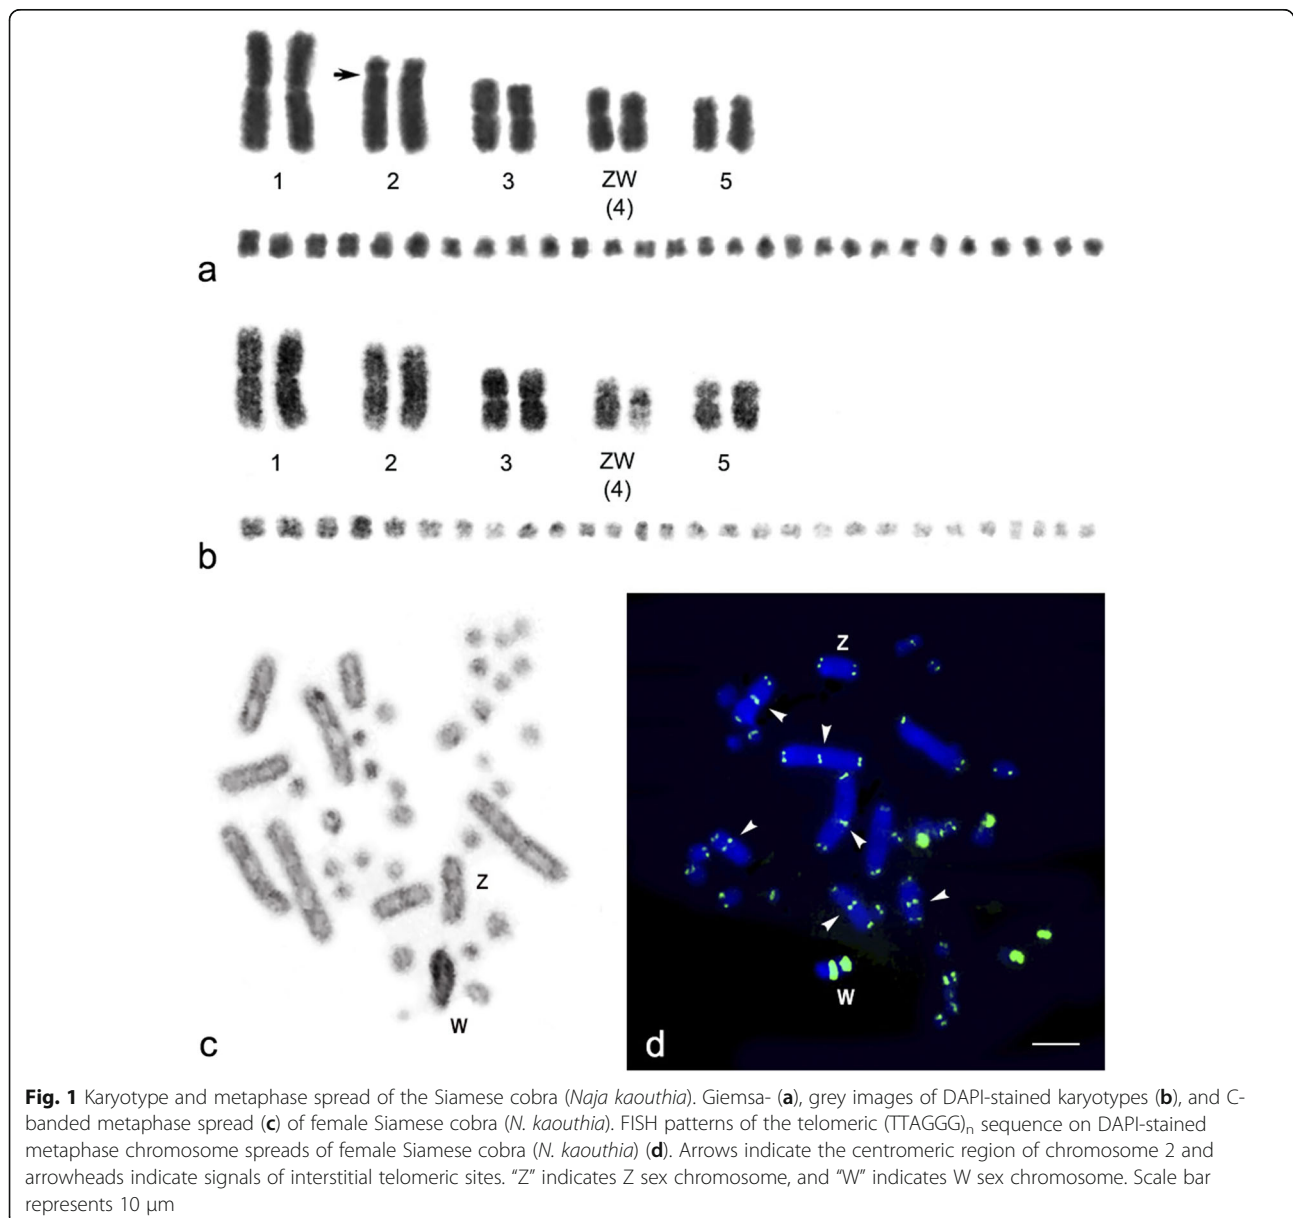 1
2
3
ZW
(4)
5
a
1
2
3
ZW
(4)
5
b
Z
W
c
Z
W
d
Fig. 1 Karyotype and metaphase spread of the Siamese cobra (Naja kaouthia). Giemsa- (a), grey images of DAPI-stained karyotypes (b), and C-
banded metaphase spread (c) of female Siamese cobra (N. kaouthia). FISH patterns of the telomeric (TTAGGG)n sequence on DAPI-stained
metaphase chromosome spreads of female Siamese cobra (N. kaouthia) (d). Arrows indicate the centromeric region of chromosome 2 and
arrowheads indicate signals of interstitial telomeric sites. “Z” indicates Z sex chromosome, and “W” indicates W sex chromosome. Scale bar
represents 10 μm